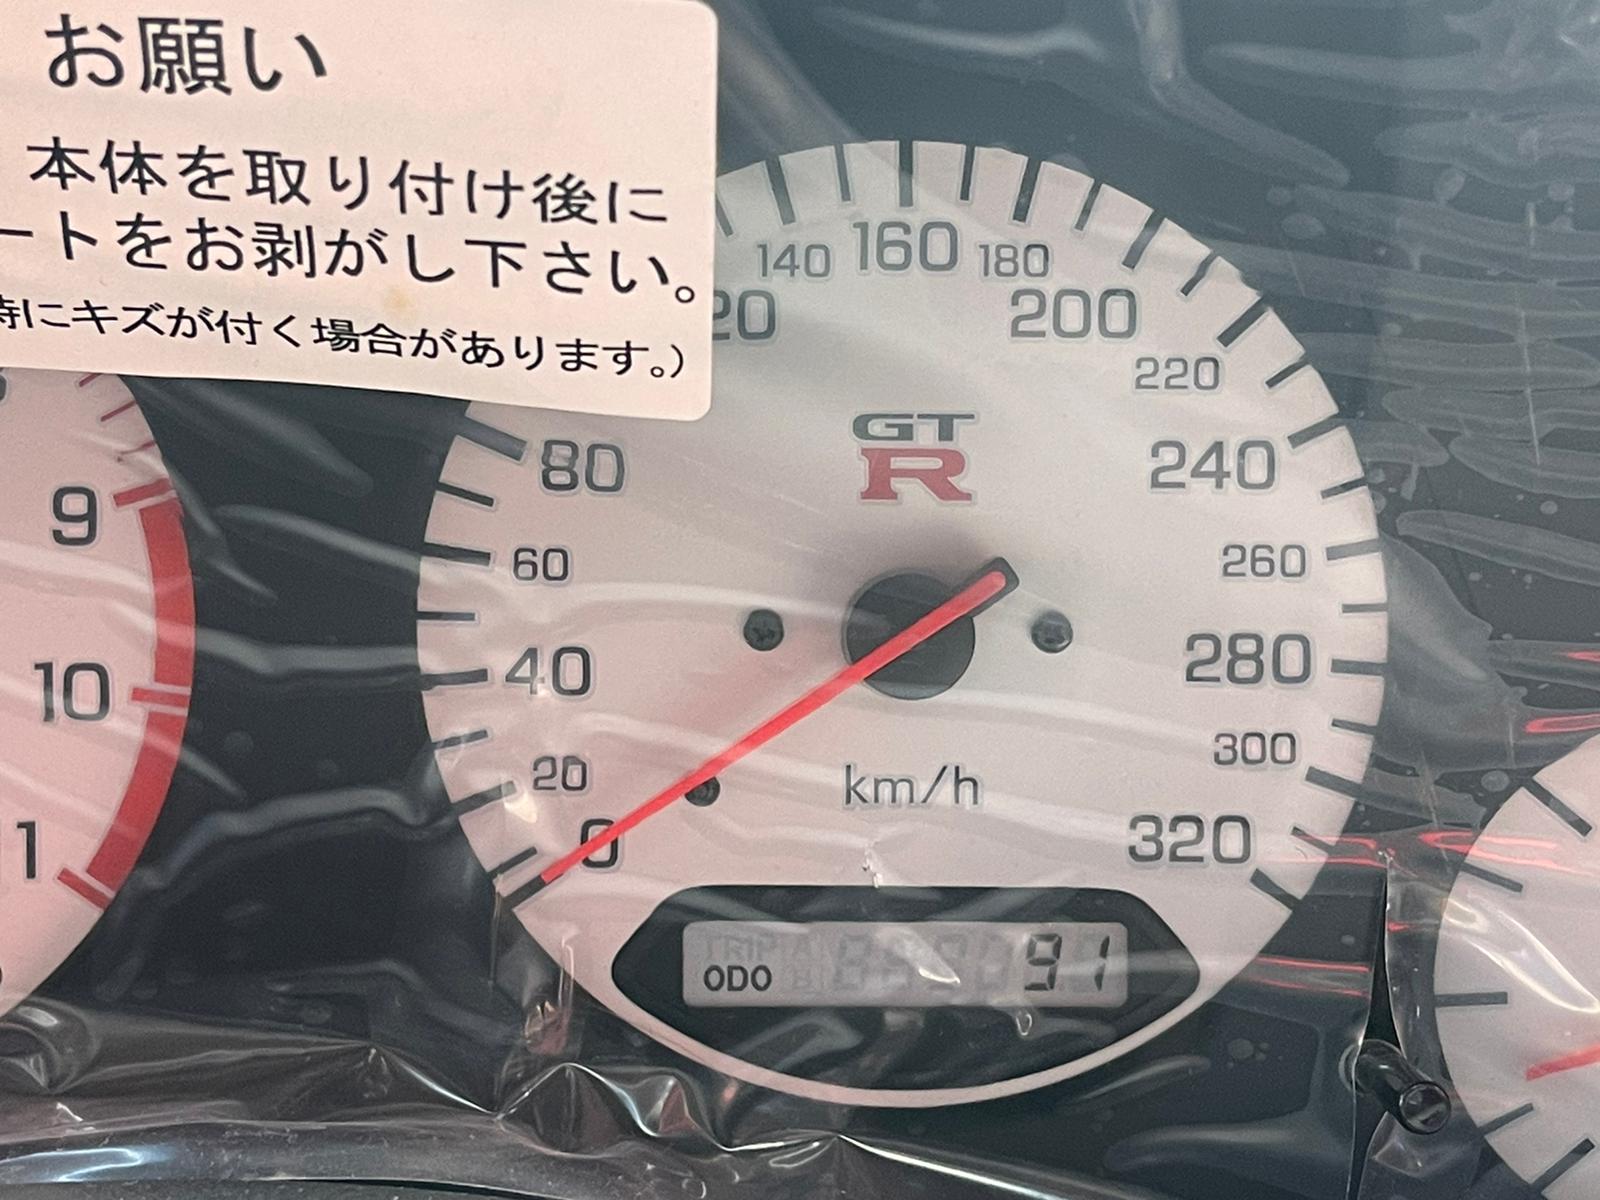 お願い
本体を取り付け後に
ートをお剥がし下さい。
時にキズが付く場合があります。）
140 160 180
20 200
220
80 240
60 260
40 280
20 300
0 320
GT
R
km/h
ODO 91
TRIP A
B
9
10
11